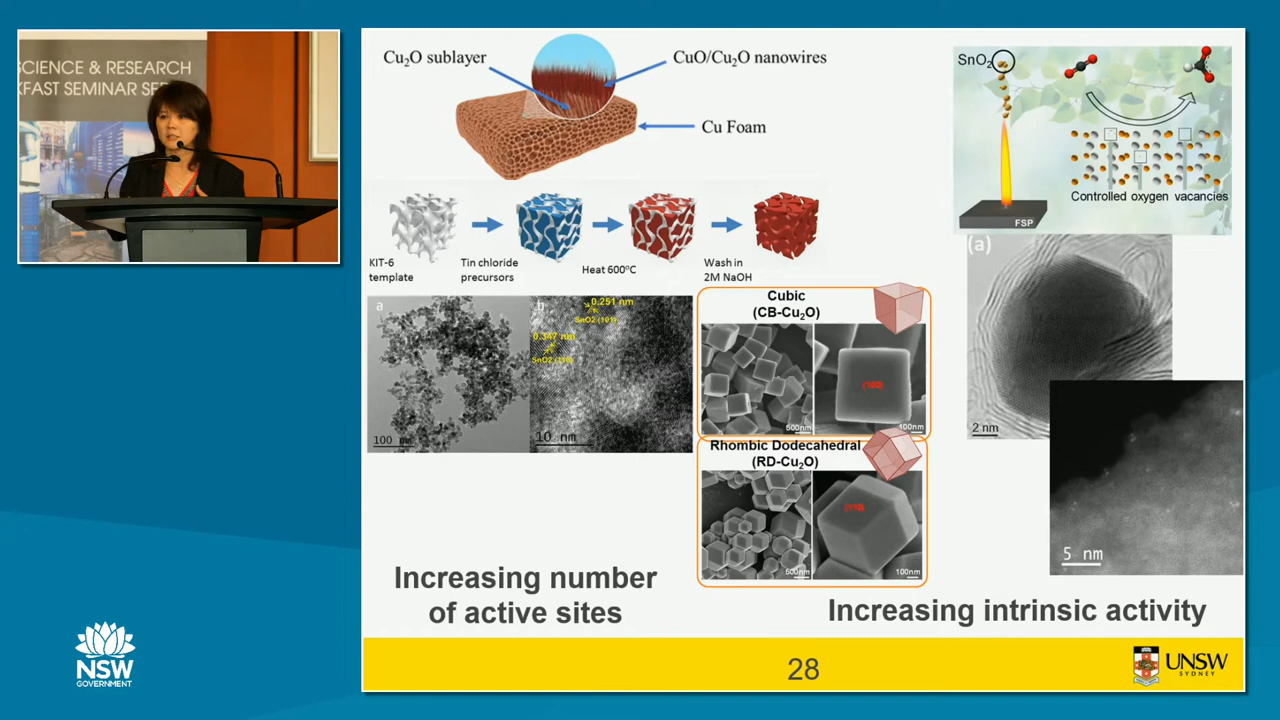 SCIENCE & RESEARCH
KFAST SEMINAR SE
Cu₂O sublayer
CuO/Cu₂O nanowires
Cu Foam
KIT-6
template
Tin chloride
precursors
Heat 600°C
Wash in
2M NaOH
a
100 nm
b
0.251 nm
SnO2 (101)
0.347 nm
SnO2 (110)
10 nm
Cubic
(CB-Cu₂O)
(100)
500nm
100nm
Rhombic Dodecahedral
(RD-Cu₂O)
(110)
500nm
100nm
SnO₂
FSP
Controlled oxygen vacancies
(a)
2 nm
5 nm
Increasing number
of active sites
Increasing intrinsic activity
28
NSW
GOVERNMENT
UNSW
SYDNEY